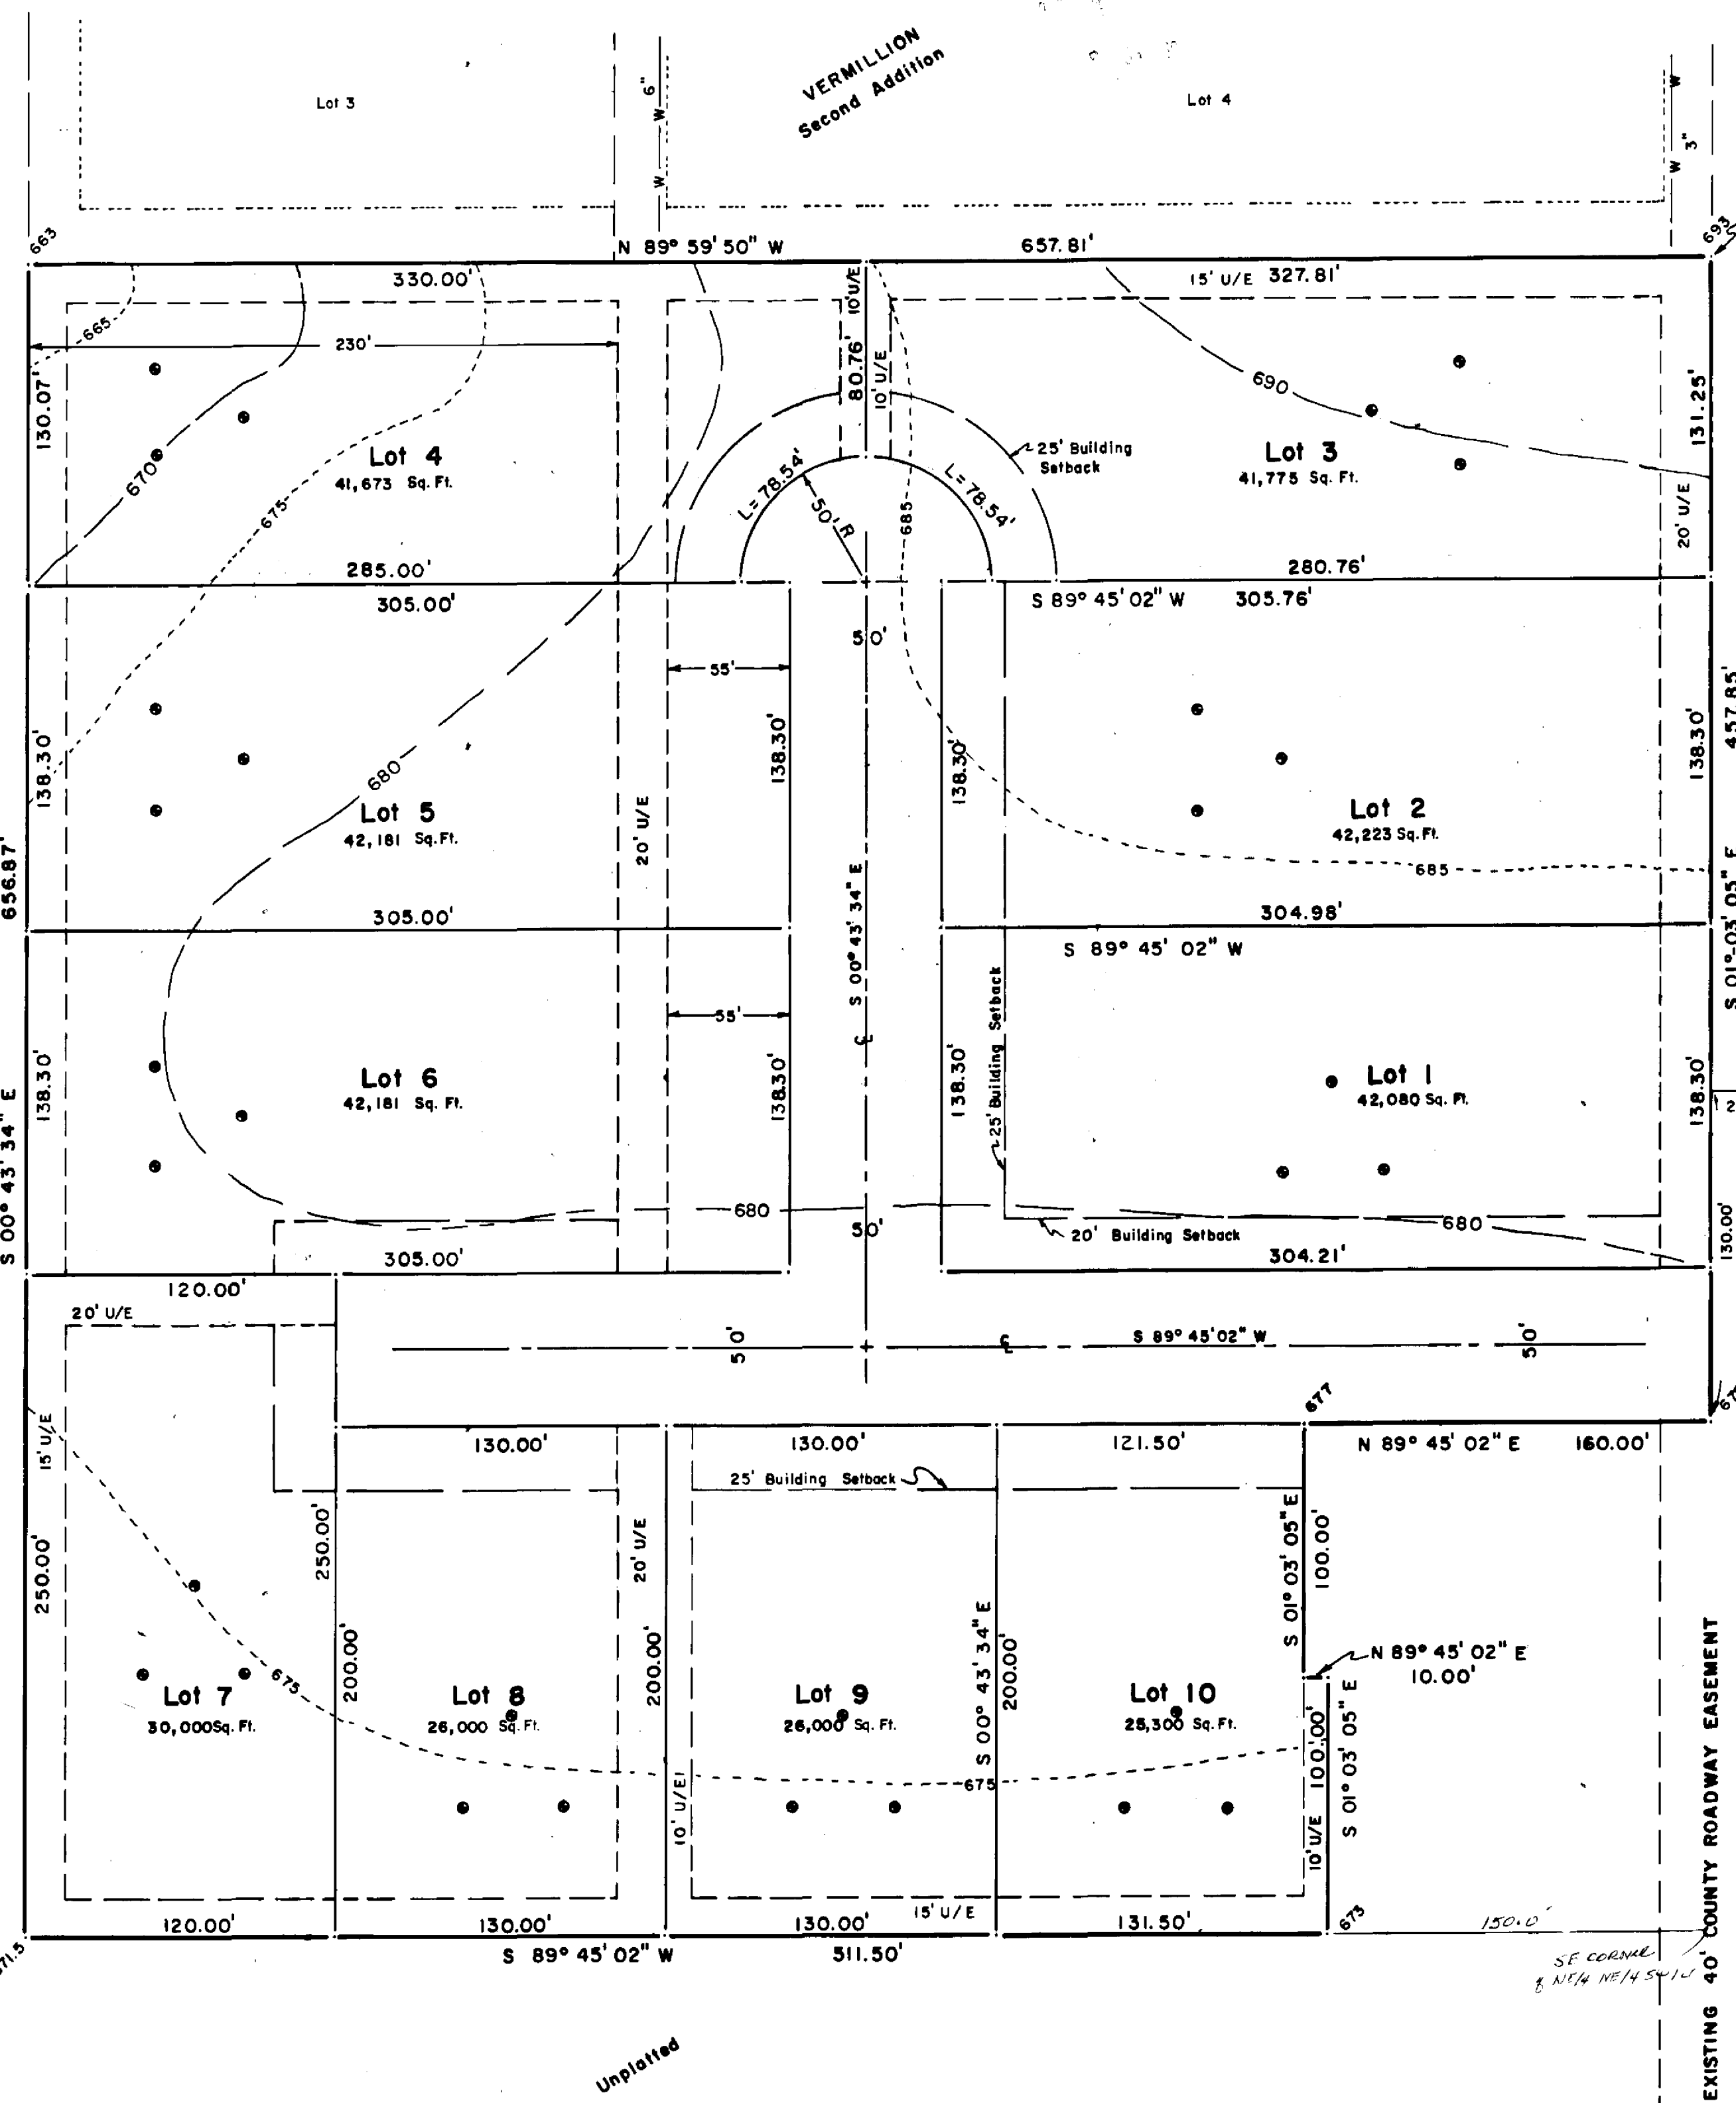 VERMILLION
Second Addition
Lot 3
Lot 4
W 6"
W
W
W 3"
663
N 89° 59' 50" W
657.81'
693
330.00'
10' U/E
15' U/E 327.81'
665
230'
80.76'
10' U/E
690
130.07'
131.25'
Lot 4
41,673 Sq. Ft.
670
675
L= 78.54'
50' R
L= 78.54'
25' Building
Setback
685
Lot 3
41,775 Sq. Ft.
20' U/E
285.00'
280.76'
305.00'
S 89° 45' 02" W
305.76'
50'
55'
138.30'
138.30'
138.30'
138.30'
457.85'
680
Lot 5
42,181 Sq. Ft.
20' U/E
Lot 2
42,223 Sq. Ft.
685
656.87'
S 00° 43' 34" E
305.00'
304.98'
S 89° 45' 02" W
S 01° 03' 05" E
S 00° 43' 34" E
55'
25' Building Setback
138.30'
138.30'
138.30'
138.30'
Lot 6
42,181 Sq. Ft.
Lot 1
42,080 Sq. Ft.
680
50'
680
20' Building Setback
130.00'
305.00'
304.21'
120.00'
20' U/E
50'
S 89° 45' 02" W
50'
677
15' U/E
130.00'
130.00'
121.50'
N 89° 45' 02" E
160.00'
25' Building Setback
250.00'
250.00'
20' U/E
S 01° 03' 05" E
100.00'
200.00'
200.00'
S 00° 43' 34" E
200.00'
N 89° 45' 02" E
10.00'
675
Lot 7
30,000 Sq. Ft.
Lot 8
26,000 Sq. Ft.
Lot 9
26,000 Sq. Ft.
Lot 10
25,300 Sq. Ft.
675
10' U/E
10' U/E
S 01° 03' 05" E
15' U/E
120.00'
130.00'
130.00'
131.50'
673
150.0'
S 89° 45' 02" W
511.50'
SE CORNER
NE/4 NE/4
EXISTING 40' COUNTY ROADWAY EASEMENT
Unplatted